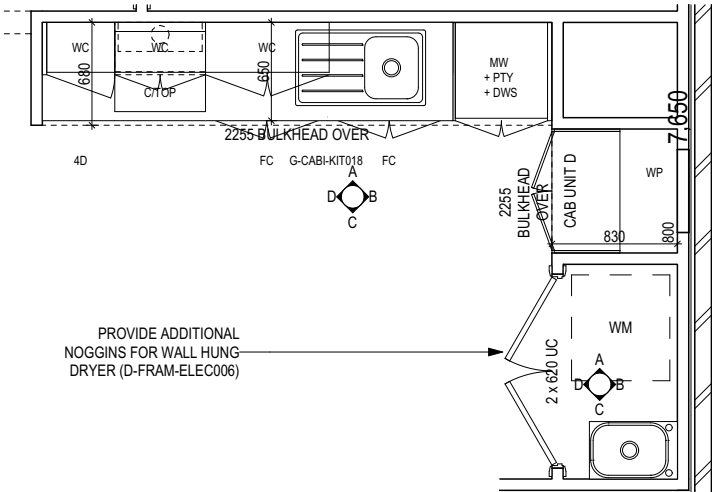 WC
WC
WC
680
650
C/TOP
MW
+ PTY
+ DWS
7,650
2255 BULKHEAD OVER
4D
FC
G-CABI-KIT018
FC
A
D
B
C
2255
BULKHEAD
OVER
CAB UNIT D
WP
830
800
PROVIDE ADDITIONAL
NOGGINS FOR WALL HUNG
DRYER (D-FRAM-ELEC006)
2 x 620 UC
WM
A
D
B
C